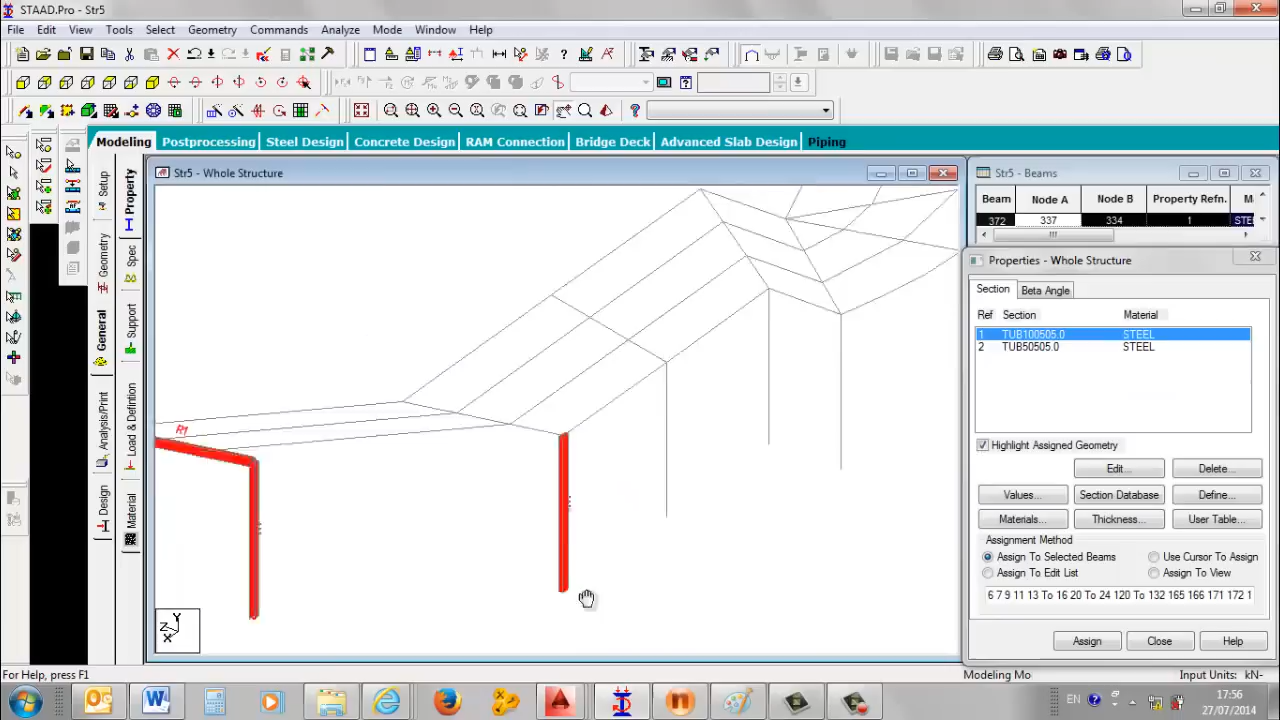 STAAD.Pro - Str5
File Edit View Tools Select Geometry Commands Analyze Mode Window Help
Modeling Postprocessing Steel Design Concrete Design RAM Connection Bridge Deck Advanced Slab Design Piping
Setup
Geometry
General
Analysis/Print
Design
Property
Spec
Support
Load & Definition
Material
Str5 - Whole Structure
R1
Y
Z
X
Str5 - Beams
Beam Node A Node B Property Refn. M
372 337 334 1 STE
Properties - Whole Structure
Section Beta Angle
Ref Section Material
1 TUB100505.0 STEEL
2 TUB50505.0 STEEL
Highlight Assigned Geometry
Edit... Delete...
Values... Section Database Define...
Materials... Thickness... User Table...
Assignment Method
Assign To Selected Beams Use Cursor To Assign
Assign To Edit List Assign To View
6 7 9 11 13 To 16 20 To 24 120 To 132 165 166 171 172 1
Assign Close Help
For Help, press F1 Modeling Mo Input Units: kN-
EN 17:56
27/07/2014